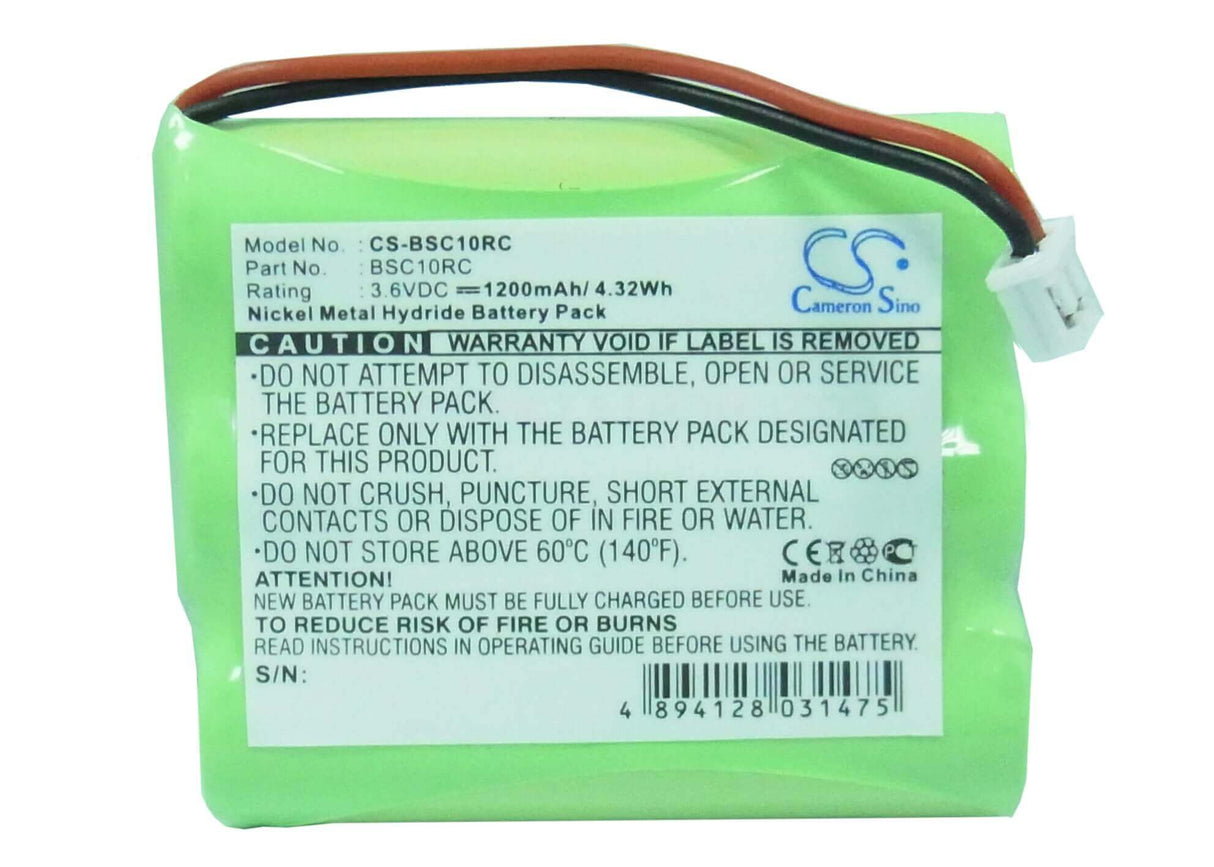 Model No. : CS-BSC10RC
Part No. : BSC10RC
Rating : 3.6VDC ⎓ 1200mAh/ 4.32Wh
Nickel Metal Hydride Battery Pack
CS
Cameron Sino
CAUTION WARRANTY VOID IF LABEL IS REMOVED
•DO NOT ATTEMPT TO DISASSEMBLE, OPEN OR SERVICE
THE BATTERY PACK.
•REPLACE ONLY WITH THE BATTERY PACK DESIGNATED
FOR THIS PRODUCT.
•DO NOT CRUSH, PUNCTURE, SHORT EXTERNAL
CONTACTS OR DISPOSE OF IN FIRE OR WATER.
•DO NOT STORE ABOVE 60ºC (140ºF).
CE PCT
Made In China
ATTENTION!
NEW BATTERY PACK MUST BE FULLY CHARGED BEFORE USE.
TO REDUCE RISK OF FIRE OR BURNS
READ INSTRUCTIONS IN OPERATING GUIDE BEFORE USING THE BATTERY.
S/N:
4 894128 031475